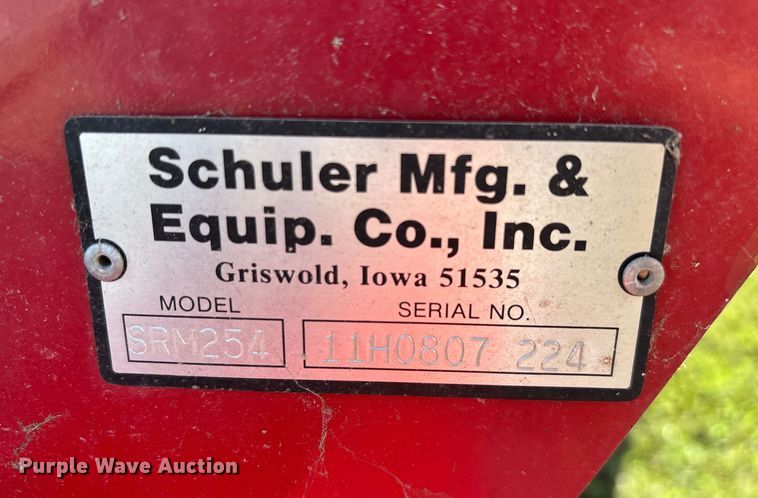 Schuler Mfg. &
Equip. Co., Inc.
Griswold, Iowa 51535
MODEL SERIAL NO.
SRM254 11H0807 224
Purple Wave Auction